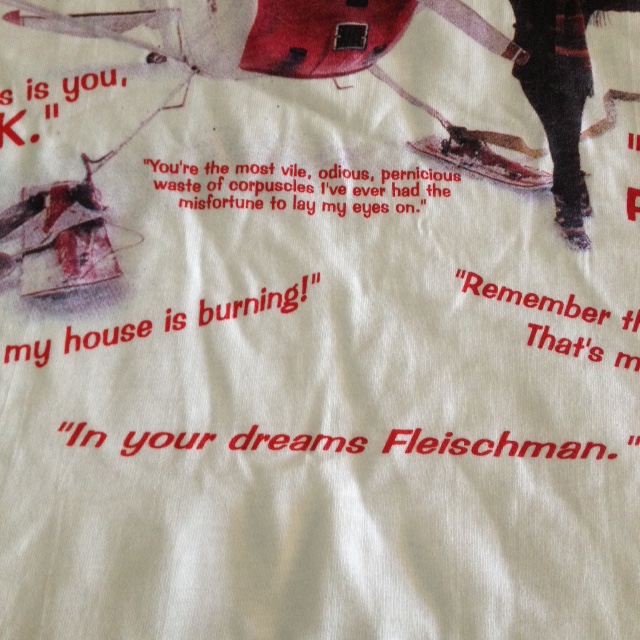 s is you,
K."
"You're the most vile, odious, pernicious
waste of corpuscles I've ever had the
misfortune to lay my eyes on."
my house is burning!"
"Remember th
That's m
"In your dreams Fleischman."